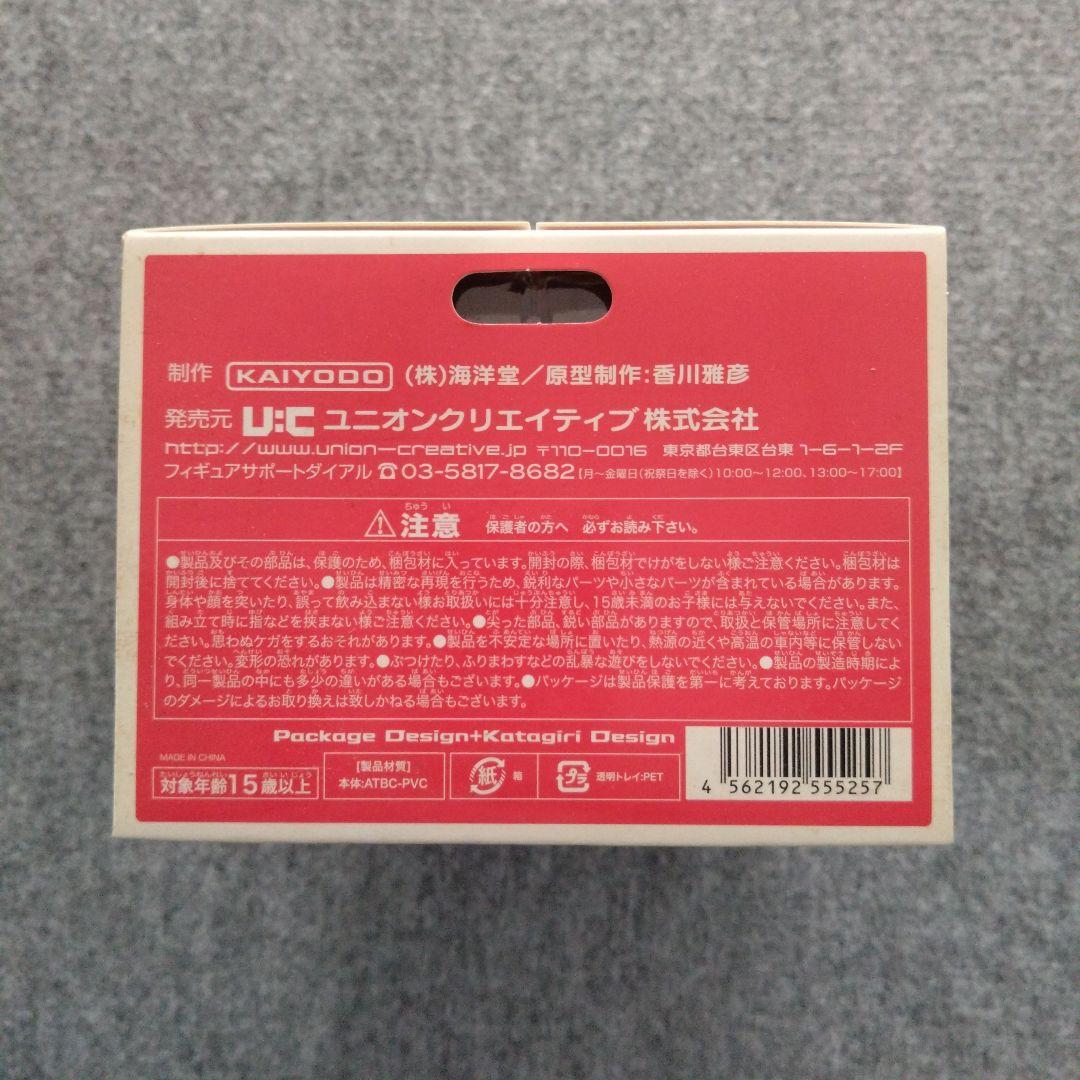 制作 KAIYODO (株)海洋堂／原型制作：香川雅彦
発売元 U:C ユニオンクリエイティブ 株式会社
http://www.union-creative.jp 〒110-0016 東京都台東区台東 1-6-1-2F
フィギュアサポートダイアル ☎03-5817-8682【月～金曜日（祝祭日を除く）10:00～12:00、13:00～17:00】
⚠注意 保護者の方へ 必ずお読み下さい。
●製品及びその部品は、保護のため、梱包材に入っています。開封の際、梱包材でけがをしない様ご注意ください。梱包材は
開封後に捨ててください。●製品は精密な再現を行うため、鋭利なパーツや小さなパーツが含まれている場合があります。
身体や顔を突いたり、誤って飲み込まない様お取扱いには十分注意し、15歳未満のお子様には与えないでください。また、
組み立て時に指などを挟まない様ご注意ください。●尖った部品、鋭い部品がありますので、取扱と保管場所に注意してく
ださい。思わぬケガをするおそれがあります。●製品を不安定な場所に置いたり、熱源の近くや高温の車内等に保管しない
でください。変形の恐れがあります。●ぶつけたり、ふりまわすなどの乱暴な遊びをしないでください。●製品の製造時期によ
り、同一製品の中にも多少の違いがある場合もございます。●パッケージは製品保護を第一に考えております。パッケージ
のダメージによるお取り換えは致しかねる場合もございます。
Package Design+Katagiri Design
MADE IN CHINA
対象年齢15歳以上
[製品材質]
本体:ATBC-PVC
紙 箱
プラ 透明トレイ:PET
4 562192 555257